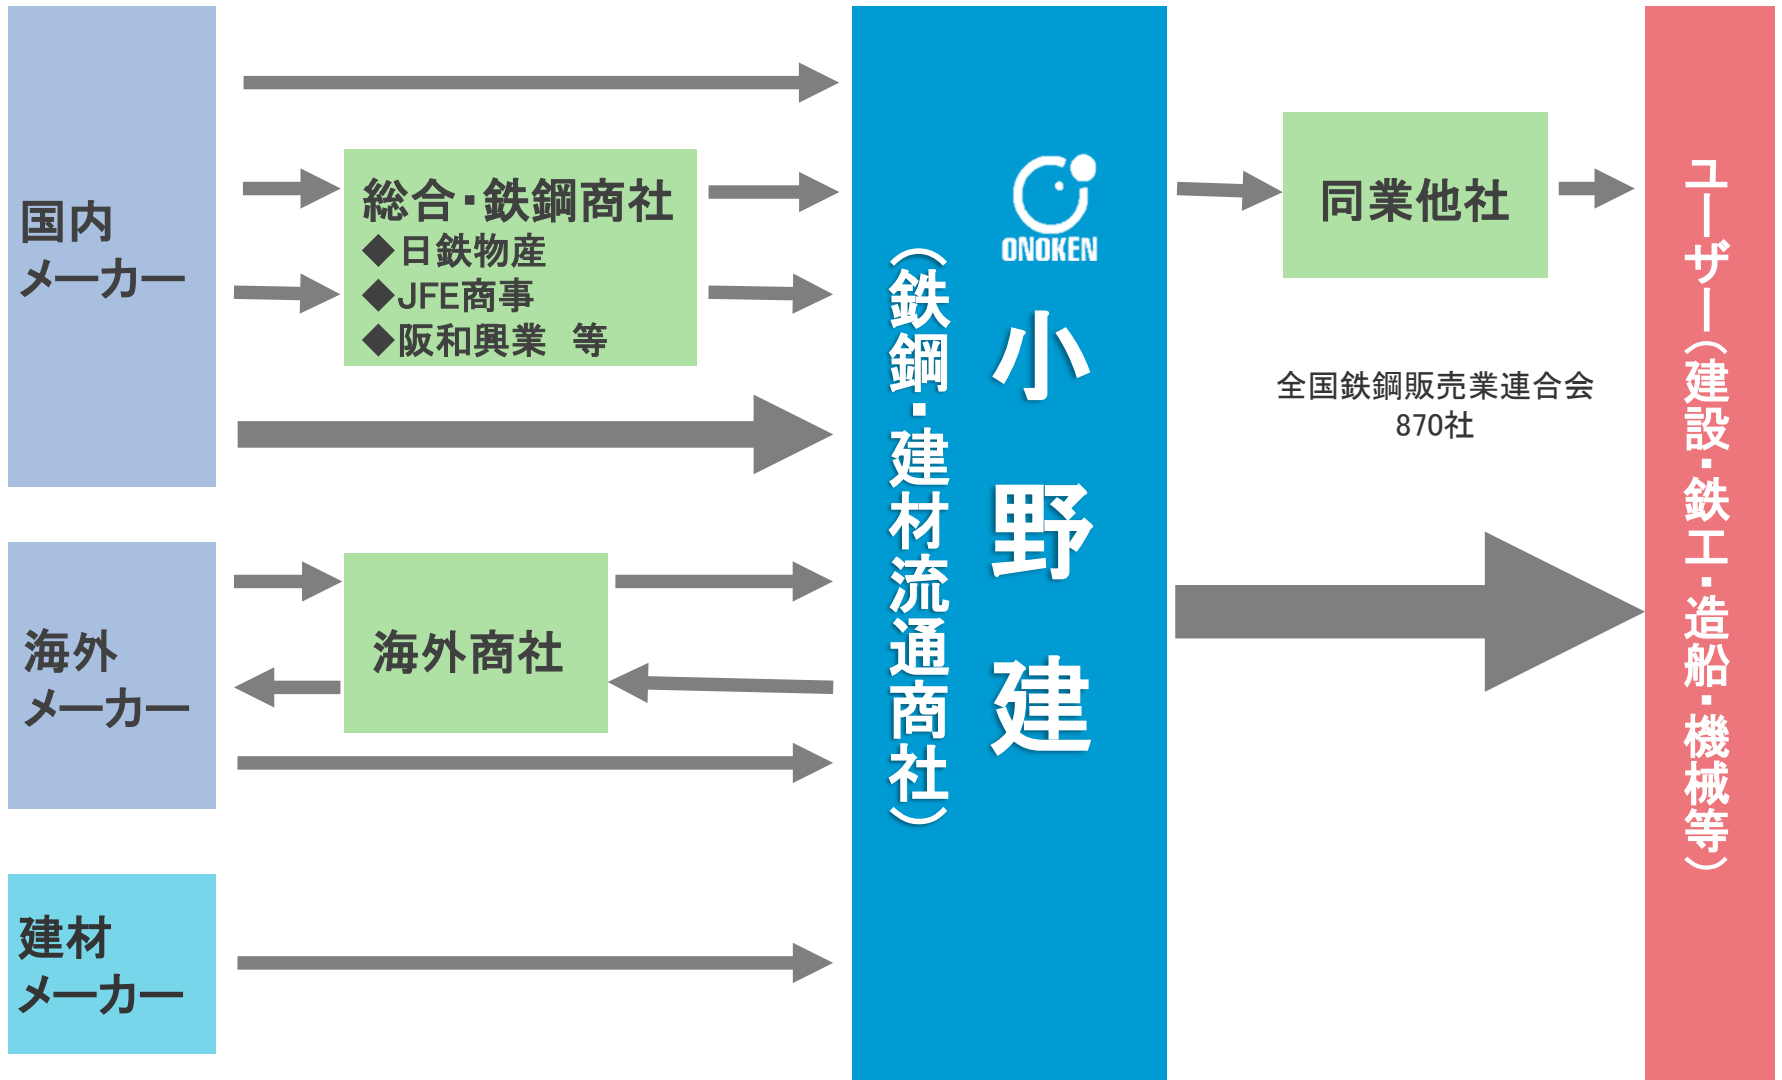 国内
メーカー
総合・鉄鋼商社
◆日鉄物産
◆JFE商事
◆阪和興業　等
海外
メーカー
海外商社
建材
メーカー
ONOKEN
小野建
（鉄鋼・建材流通商社）
同業他社
全国鉄鋼販売業連合会
870社
ユーザー（建設・鉄工・造船・機械等）